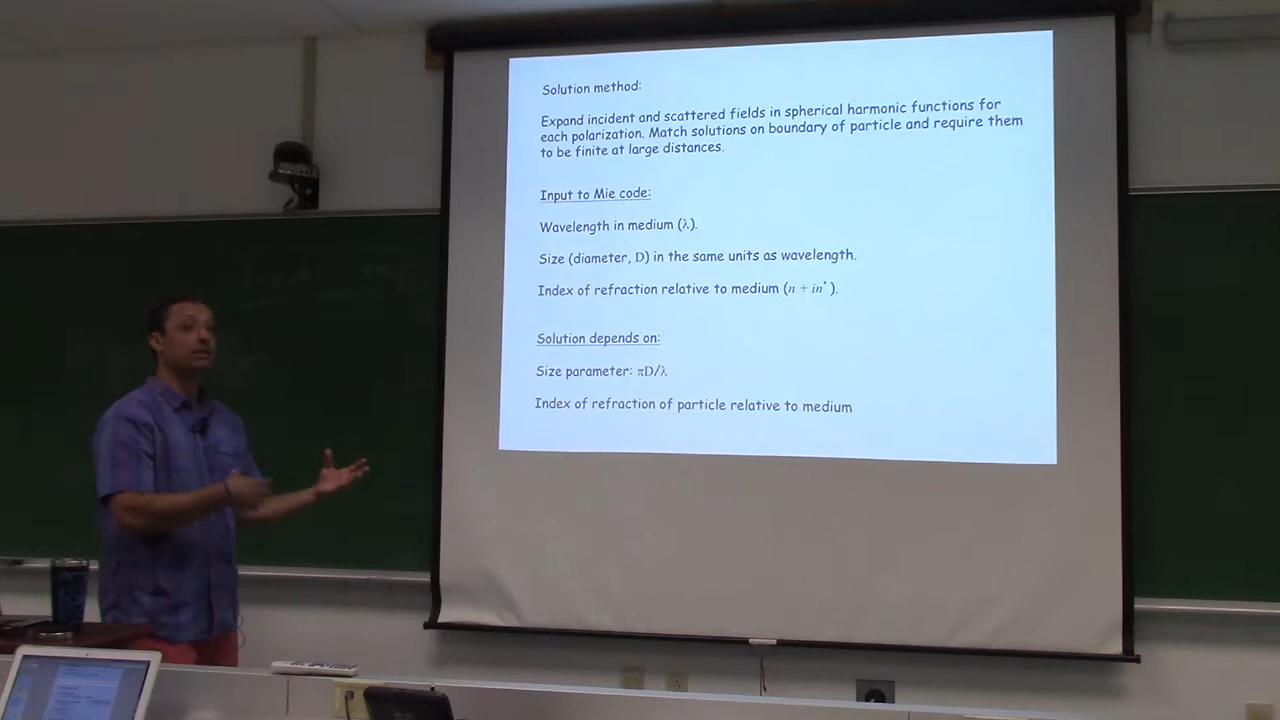 Solution method:
Expand incident and scattered fields in spherical harmonic functions for
each polarization. Match solutions on boundary of particle and require them
to be finite at large distances.
Input to Mie code:
Wavelength in medium (λ).
Size (diameter, D) in the same units as wavelength.
Index of refraction relative to medium (n + in').
Solution depends on:
Size parameter: πD/λ
Index of refraction of particle relative to medium